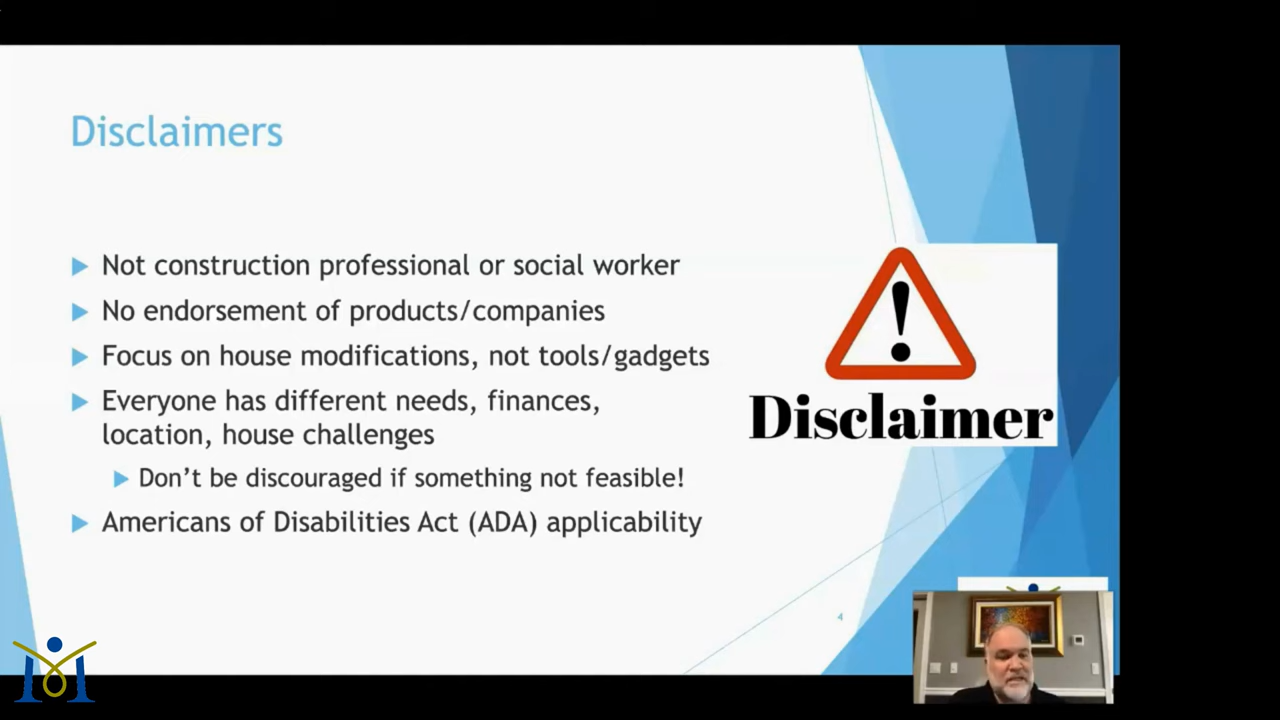 Disclaimers
Not construction professional or social worker
No endorsement of products/companies
Focus on house modifications, not tools/gadgets
Everyone has different needs, finances,
location, house challenges
Don't be discouraged if something not feasible!
Americans of Disabilities Act (ADA) applicability
Disclaimer
4